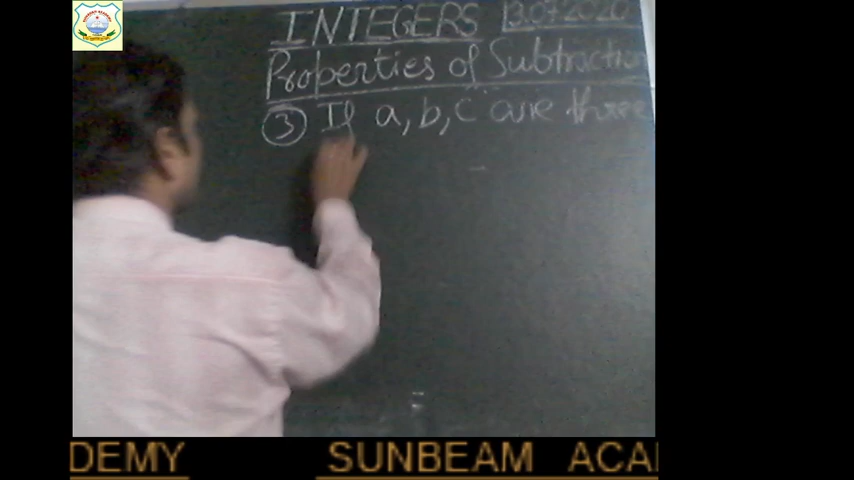 INTEGERS 13.07.2020
Properties of Subtraction
③ If a, b, c are three
DEMY SUNBEAM ACA